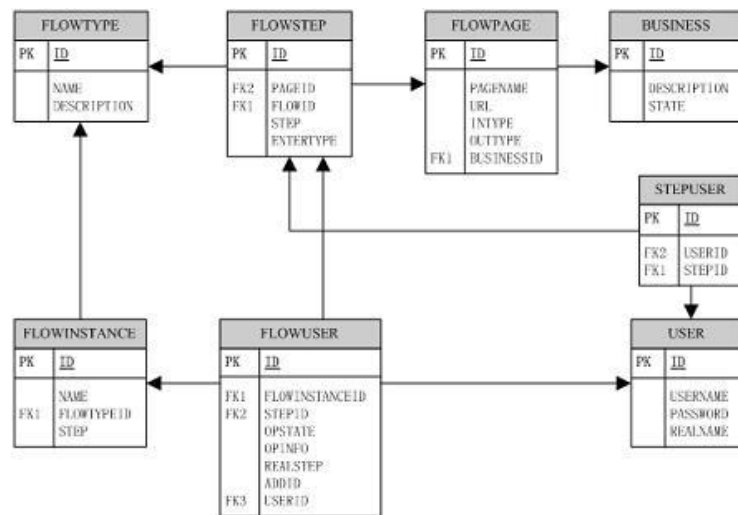 FLOWTYPE
PK ID
NAME
DESCRIPTION
FLOWSTEP
PK ID
FK2 PAGEID
FK1 FLOWID
STEP
ENTERTYPE
FLOWPAGE
PK ID
PAGENAME
URL
INTYPE
OUTTYPE
FK1 BUSINESSID
BUSINESS
PK ID
DESCRIPTION
STATE
STEPUSER
PK ID
FK2 USERID
FK1 STEPID
FLOWINSTANCE
PK ID
NAME
FK1 FLOWTYPEID
STEP
FLOWUSER
PK ID
FK1 FLOWINSTANCEID
FK2 STEPID
OPSTATE
OPINFO
REALSTEP
ADDID
FK3 USERID
USER
PK ID
USERNAME
PASSWORD
REALNAME